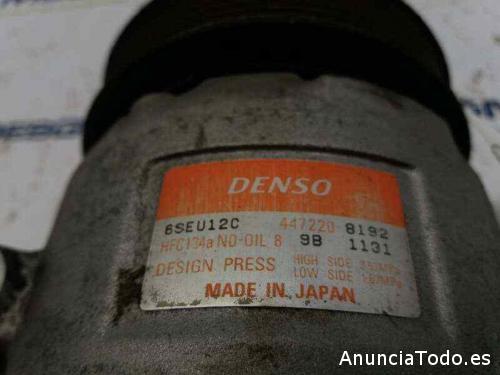 DENSO
6SEU12C 447220 8192
HFC134a NO-OIL 8 9B 1131
DESIGN PRESS HIGH SIDE
LOW SIDE
MADE IN JAPAN
AnunciaTodo.es